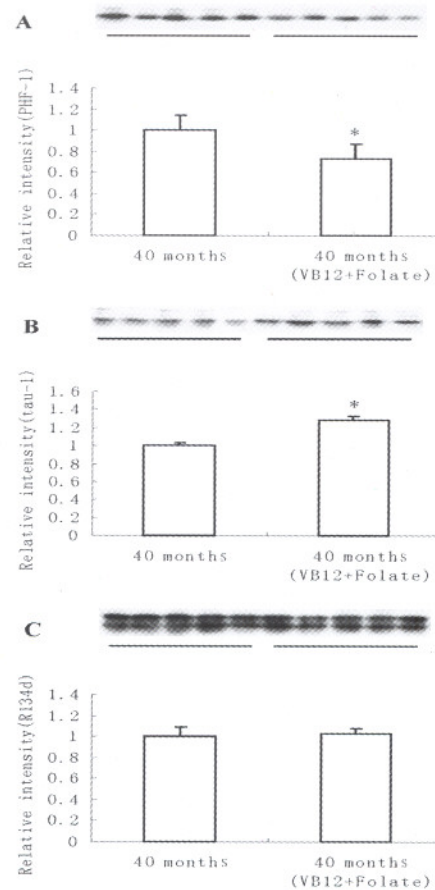 A
Relative intensity(PHF-1)
1.4
1.2
1
0.8
0.6
0.4
0.2
0
*
40 months
40 months
(VB12+Folate)
B
Relative intensity(tau-1)
1.6
1.4
1.2
1
0.8
0.6
0.4
0.2
0
*
40 months
40 months
(VB12+Folate)
C
Relative intensity(R134d)
1.4
1.2
1
0.8
0.6
0.4
0.2
0
40 months
40 months
(VB12+Folate)